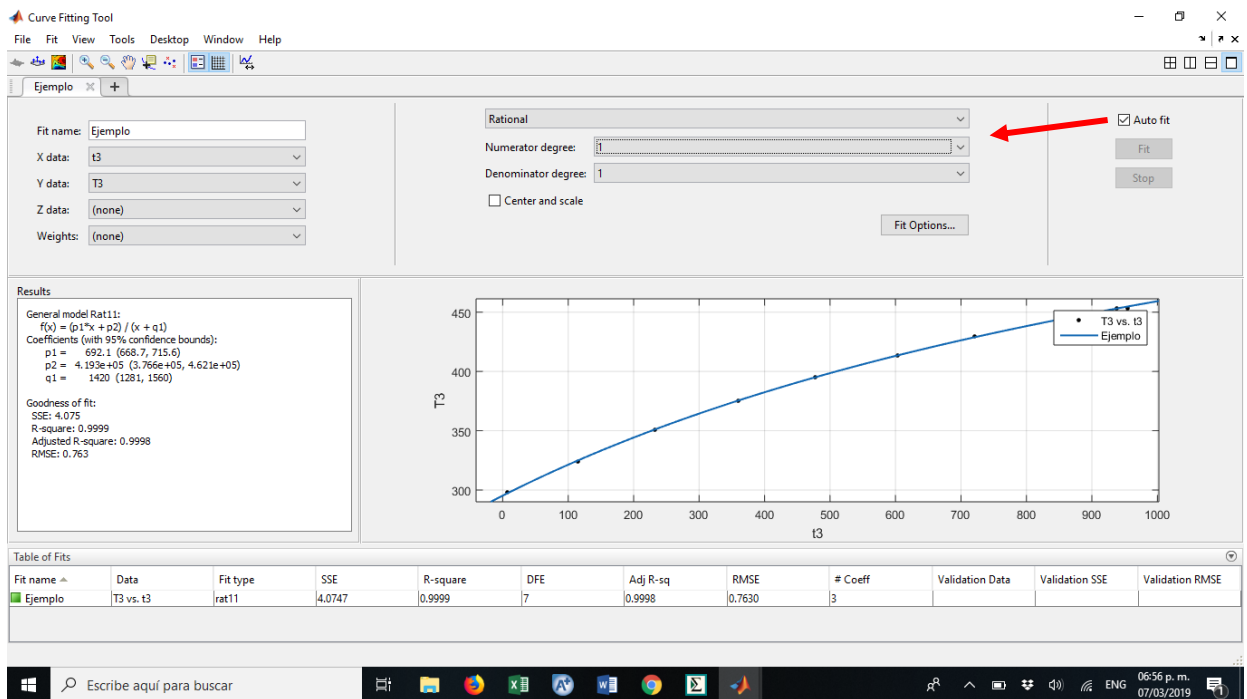 Curve Fitting Tool
File Fit View Tools Desktop Window Help
Ejemplo
Fit name: Ejemplo
X data: t3
Y data: T3
Z data: (none)
Weights: (none)
Rational
Numerator degree: 1
Denominator degree: 1
Center and scale
Fit Options...
Auto fit
Fit
Stop
Results
General model Rat11:
f(x) = (p1*x + p2) / (x + q1)
Coefficients (with 95% confidence bounds):
p1 = 692.1 (668.7, 715.6)
p2 = 4.193e+05 (3.766e+05, 4.621e+05)
q1 = 1420 (1281, 1560)
Goodness of fit:
SSE: 4.075
R-square: 0.9999
Adjusted R-square: 0.9998
RMSE: 0.763
450
400
350
300
T3
0 100 200 300 400 500 600 700 800 900 1000
t3
T3 vs. t3
Ejemplo
Table of Fits
Fit name Data Fit type SSE R-square DFE Adj R-sq RMSE # Coeff Validation Data Validation SSE Validation RMSE
Ejemplo T3 vs. t3 rat11 4.0747 0.9999 7 0.9998 0.7630 3
Escribe aquí para buscar
ENG
06:56 p. m.
07/03/2019